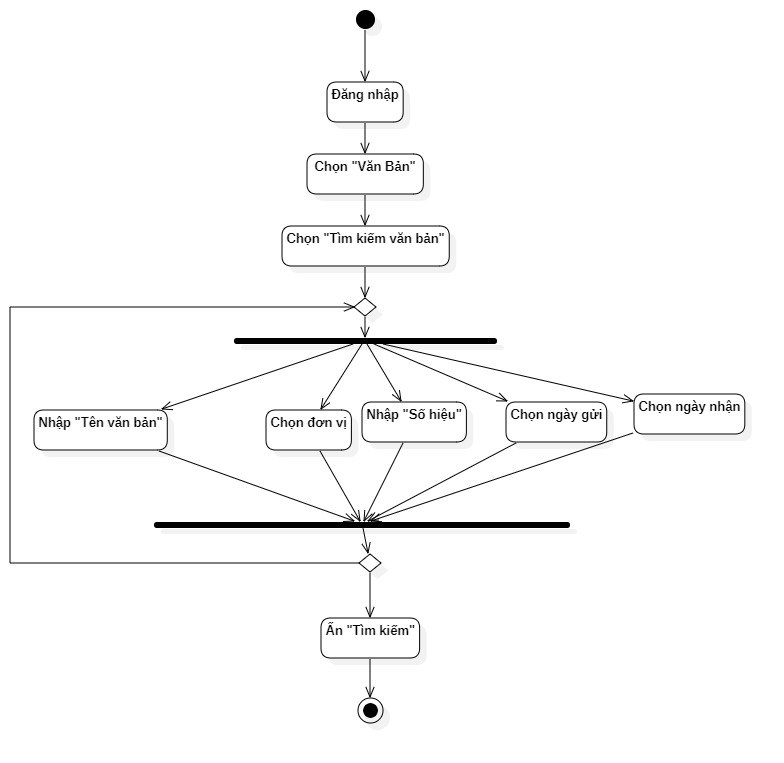 Đăng nhập
Chọn "Văn Bản"
Chọn "Tìm kiếm văn bản"
Nhập "Tên văn bản"
Chọn đơn vị
Nhập "Số hiệu"
Chọn ngày gửi
Chọn ngày nhận
Ấn "Tìm kiếm"